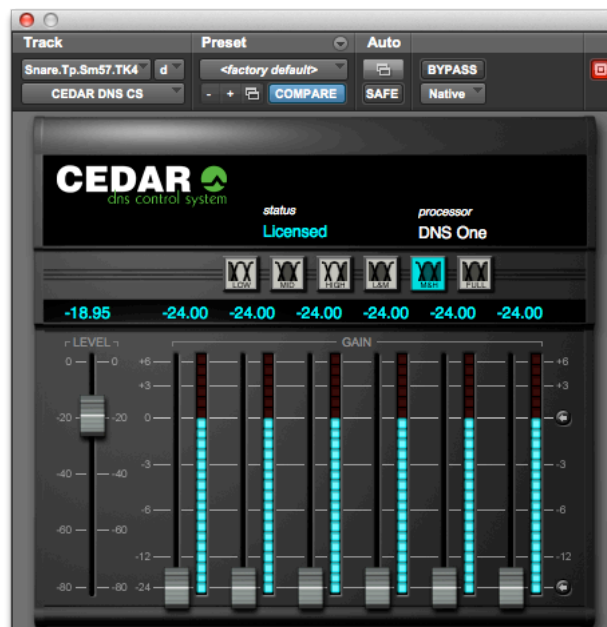 Track Preset Auto
Snare.Tp.Sm57.TK4 d <factory default> BYPASS
CEDAR DNS CS - + COMPARE SAFE Native
CEDAR
dns control system
status processor
Licensed DNS One
LOW MID HIGH L&M M&H FULL
-18.95 -24.00 -24.00 -24.00 -24.00 -24.00 -24.00
LEVEL GAIN
0 0 +6 +6
+3 +3
-20 -20 0
-3 -3
-40 -40
-6 -6
-60 -60
-12 -12
-80 -80 -24